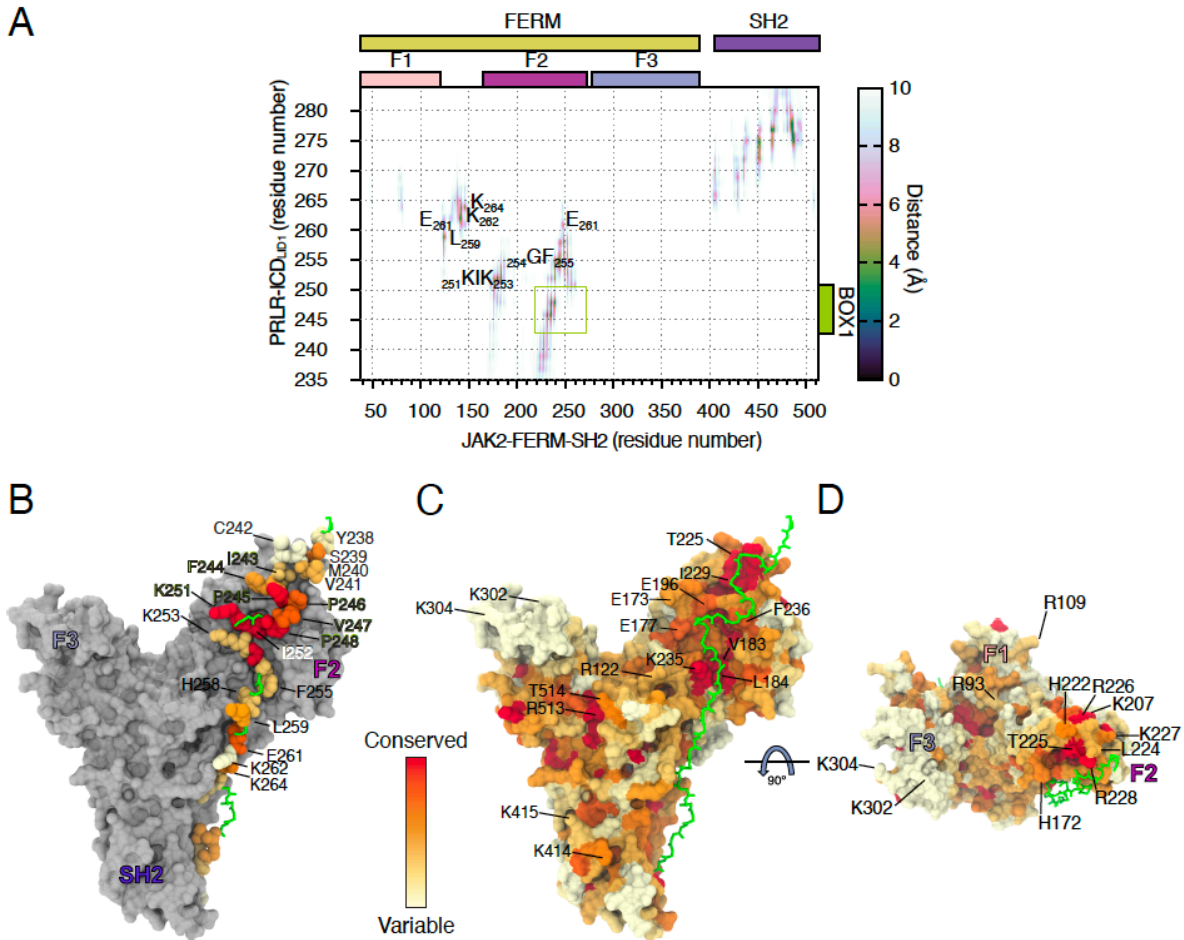 A
FERM
SH2
F1
F2
F3
PRLR-ICD_LID1 (residue number)
280
275
270
265
260
255
250
245
240
235
K264
K262
E261
L259
E261
254GF255
251KIK253
BOX1
50 100 150 200 250 300 350 400 450 500
JAK2-FERM-SH2 (residue number)
10
8
6
4
2
0
Distance (Å)
B
C242
Y238
S239
M240
V241
I243
F244
P245
K251
P246
K253
V247
P248
I252
F3
F2
H258
F255
L259
E261
K262
K264
SH2
Conserved
Variable
C
T225
I229
K302
K304
E196
E173
E177
F236
V183
K235
R122
L184
T514
R513
K415
K414
90°
D
R109
F1
R93
H222
R226
K207
F3
T225
K227
L224
F2
K304
K302
R228
H172